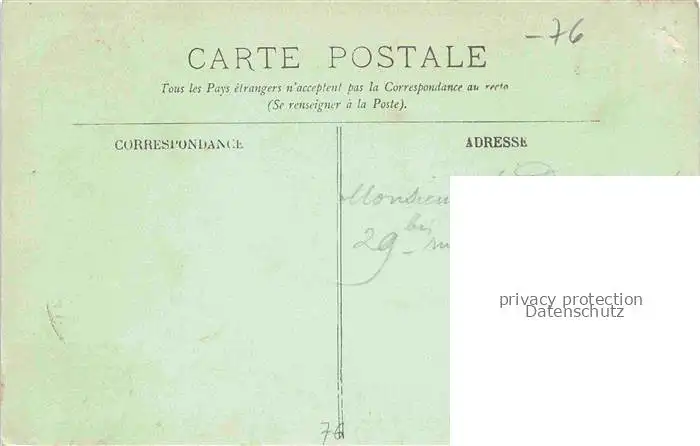 -76
CARTE POSTALE
Tous les Pays étrangers n'acceptent pas la Correspondance au recto
(Se renseigner à la Poste).
CORRESPONDANCE
ADRESSE
Monsieur
29 bis
privacy protection
Datenschutz
76